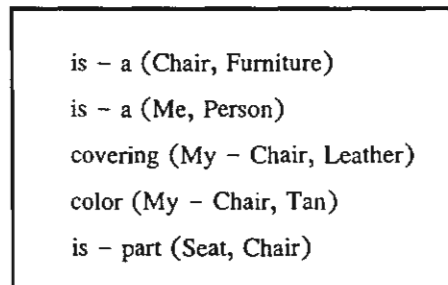 is – a (Chair, Furniture)
is – a (Me, Person)
covering (My – Chair, Leather)
color (My – Chair, Tan)
is – part (Seat, Chair)